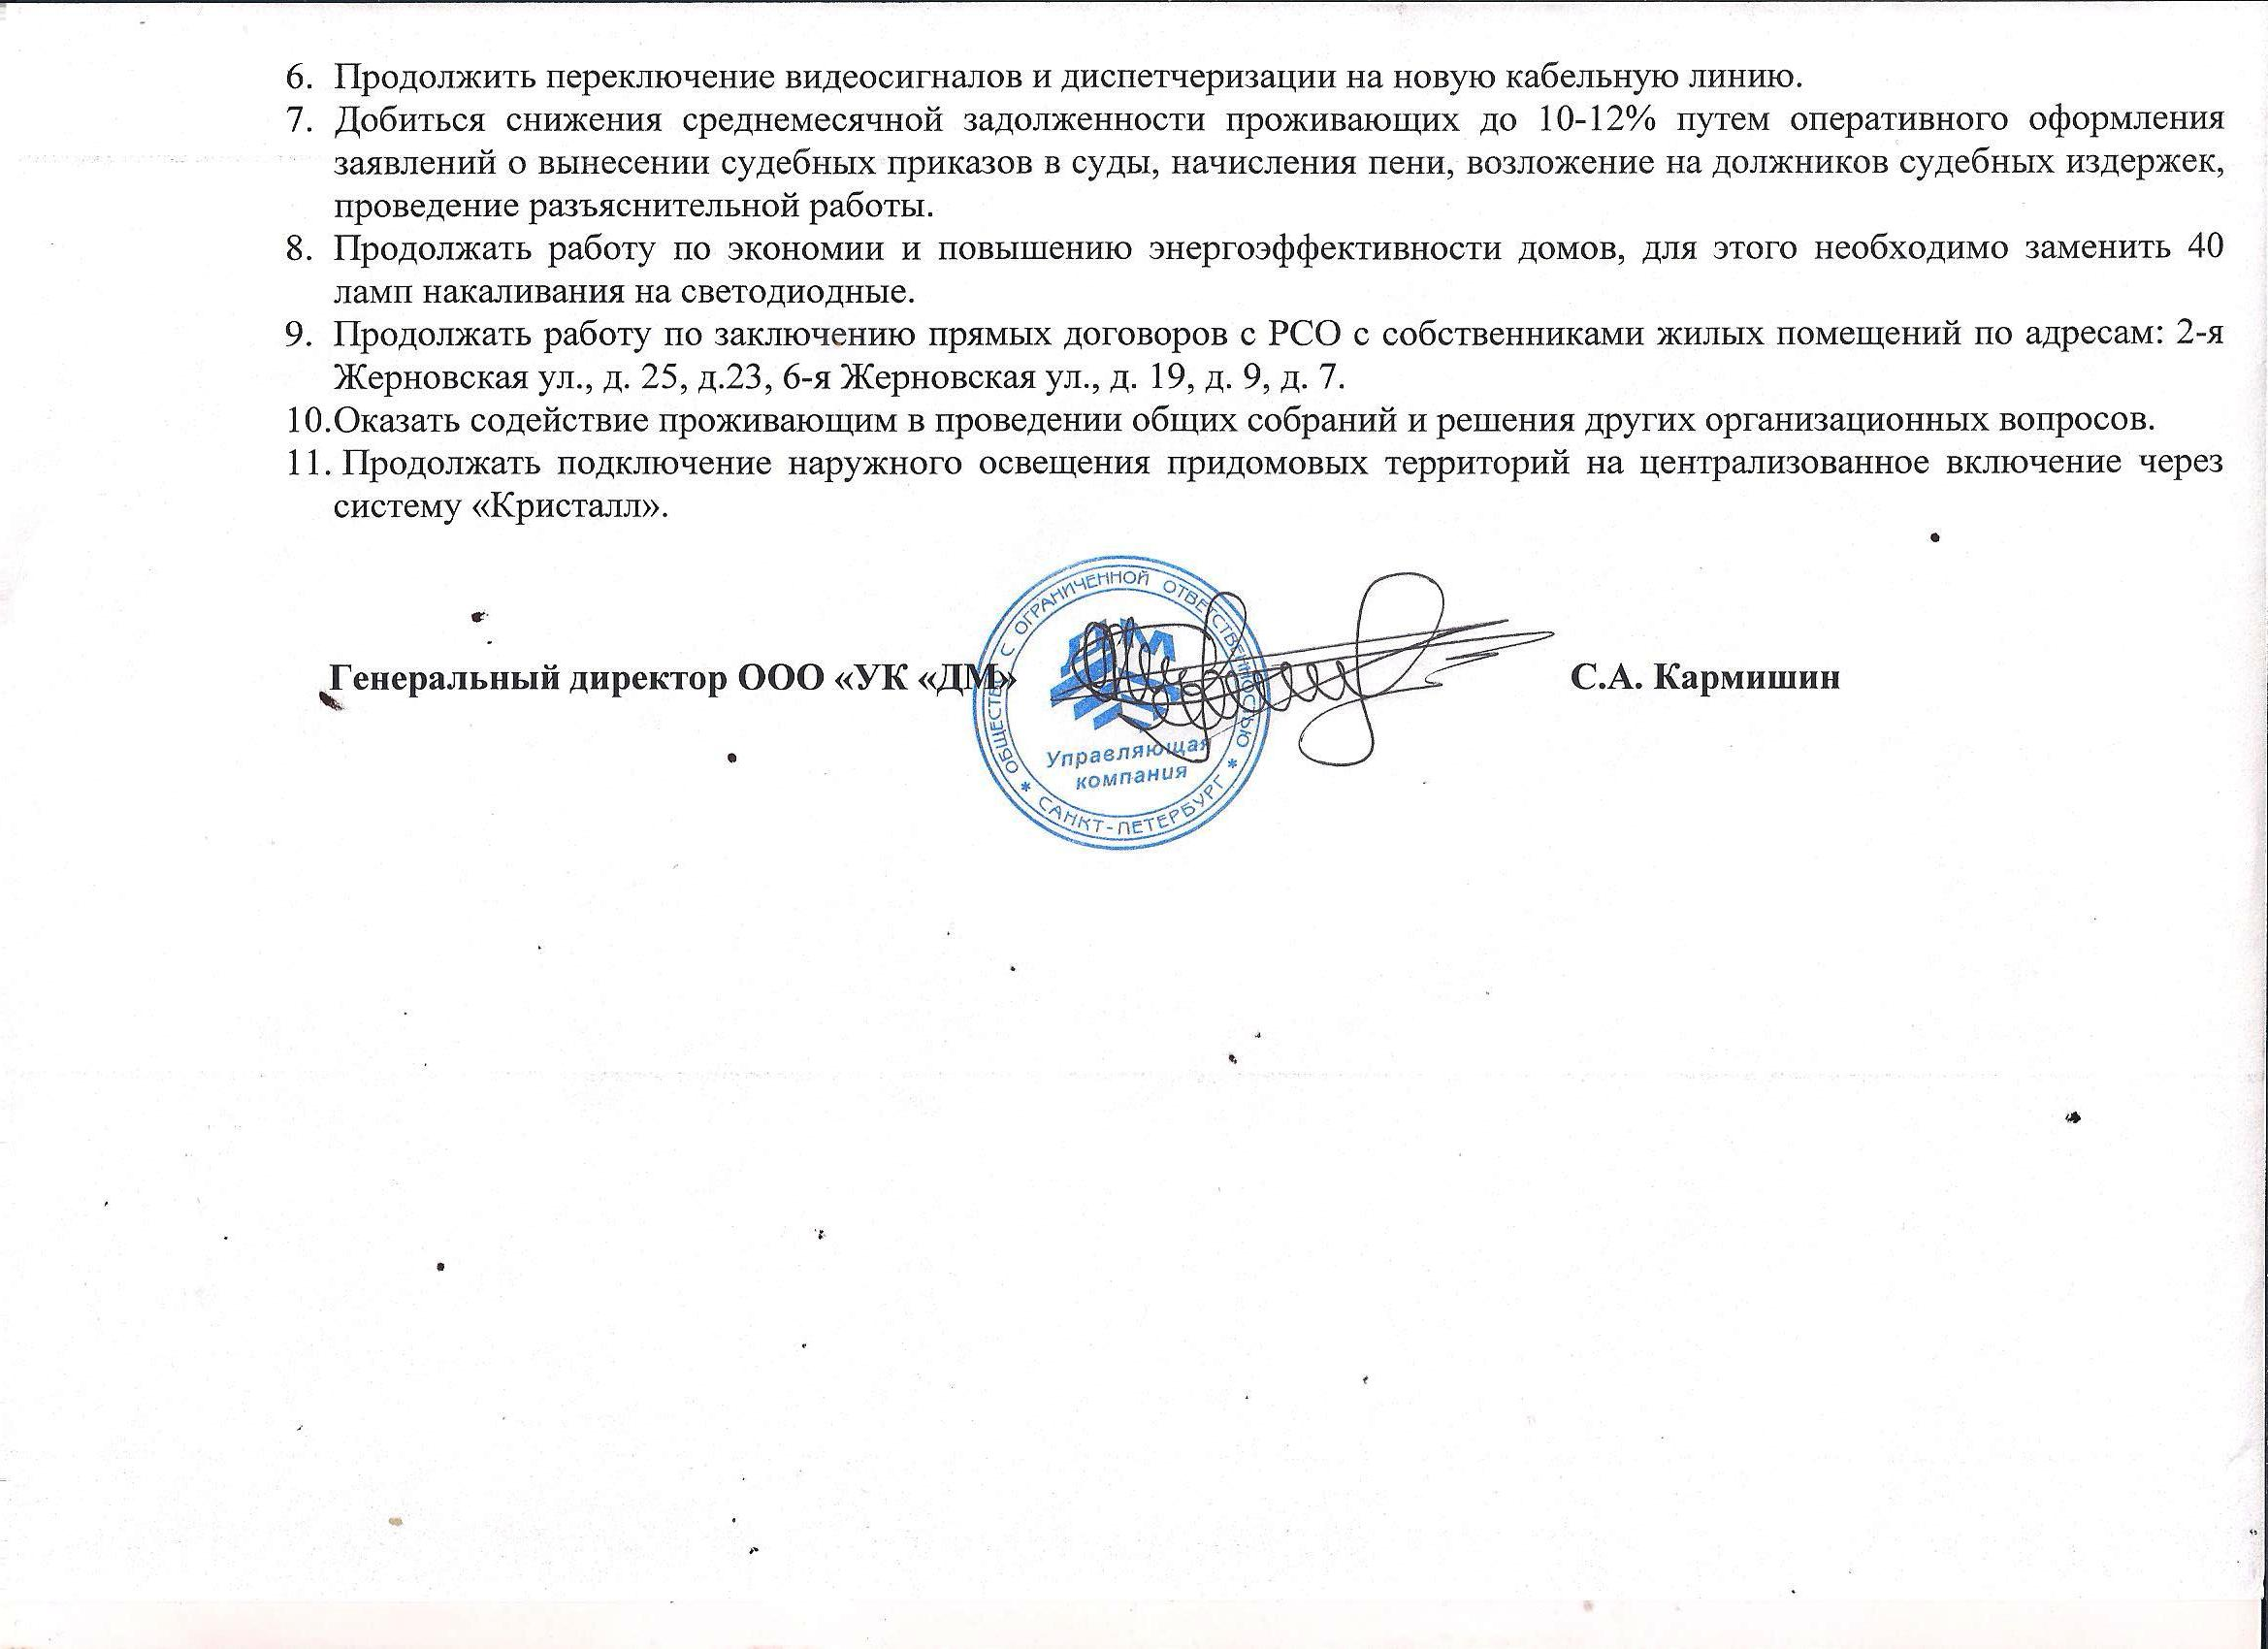 6. Продолжить переключение видеосигналов и диспетчеризации на новую кабельную линию.
7. Добиться снижения среднемесячной задолженности проживающих до 10-12% путем оперативного оформления
заявлений о вынесении судебных приказов в суды, начисления пени, возложение на должников судебных издержек,
проведение разъяснительной работы.
8. Продолжать работу по экономии и повышению энергоэффективности домов, для этого необходимо заменить 40
ламп накаливания на светодиодные.
9. Продолжать работу по заключению прямых договоров с РСО с собственниками жилых помещений по адресам: 2-я
Жерновская ул., д. 25, д.23, 6-я Жерновская ул., д. 19, д. 9, д. 7.
10.Оказать содействие проживающим в проведении общих собраний и решения других организационных вопросов.
11. Продолжать подключение наружного освещения придомовых территорий на централизованное включение через
систему «Кристалл».
Генеральный директор ООО «УК «ДМ» С.А. Кармишин
ОБЩЕСТВО С ОГРАНИЧЕННОЙ ОТВЕТСТВЕННОСТЬЮ
ДМ
Управляющая
компания
* САНКТ-ПЕТЕРБУРГ *